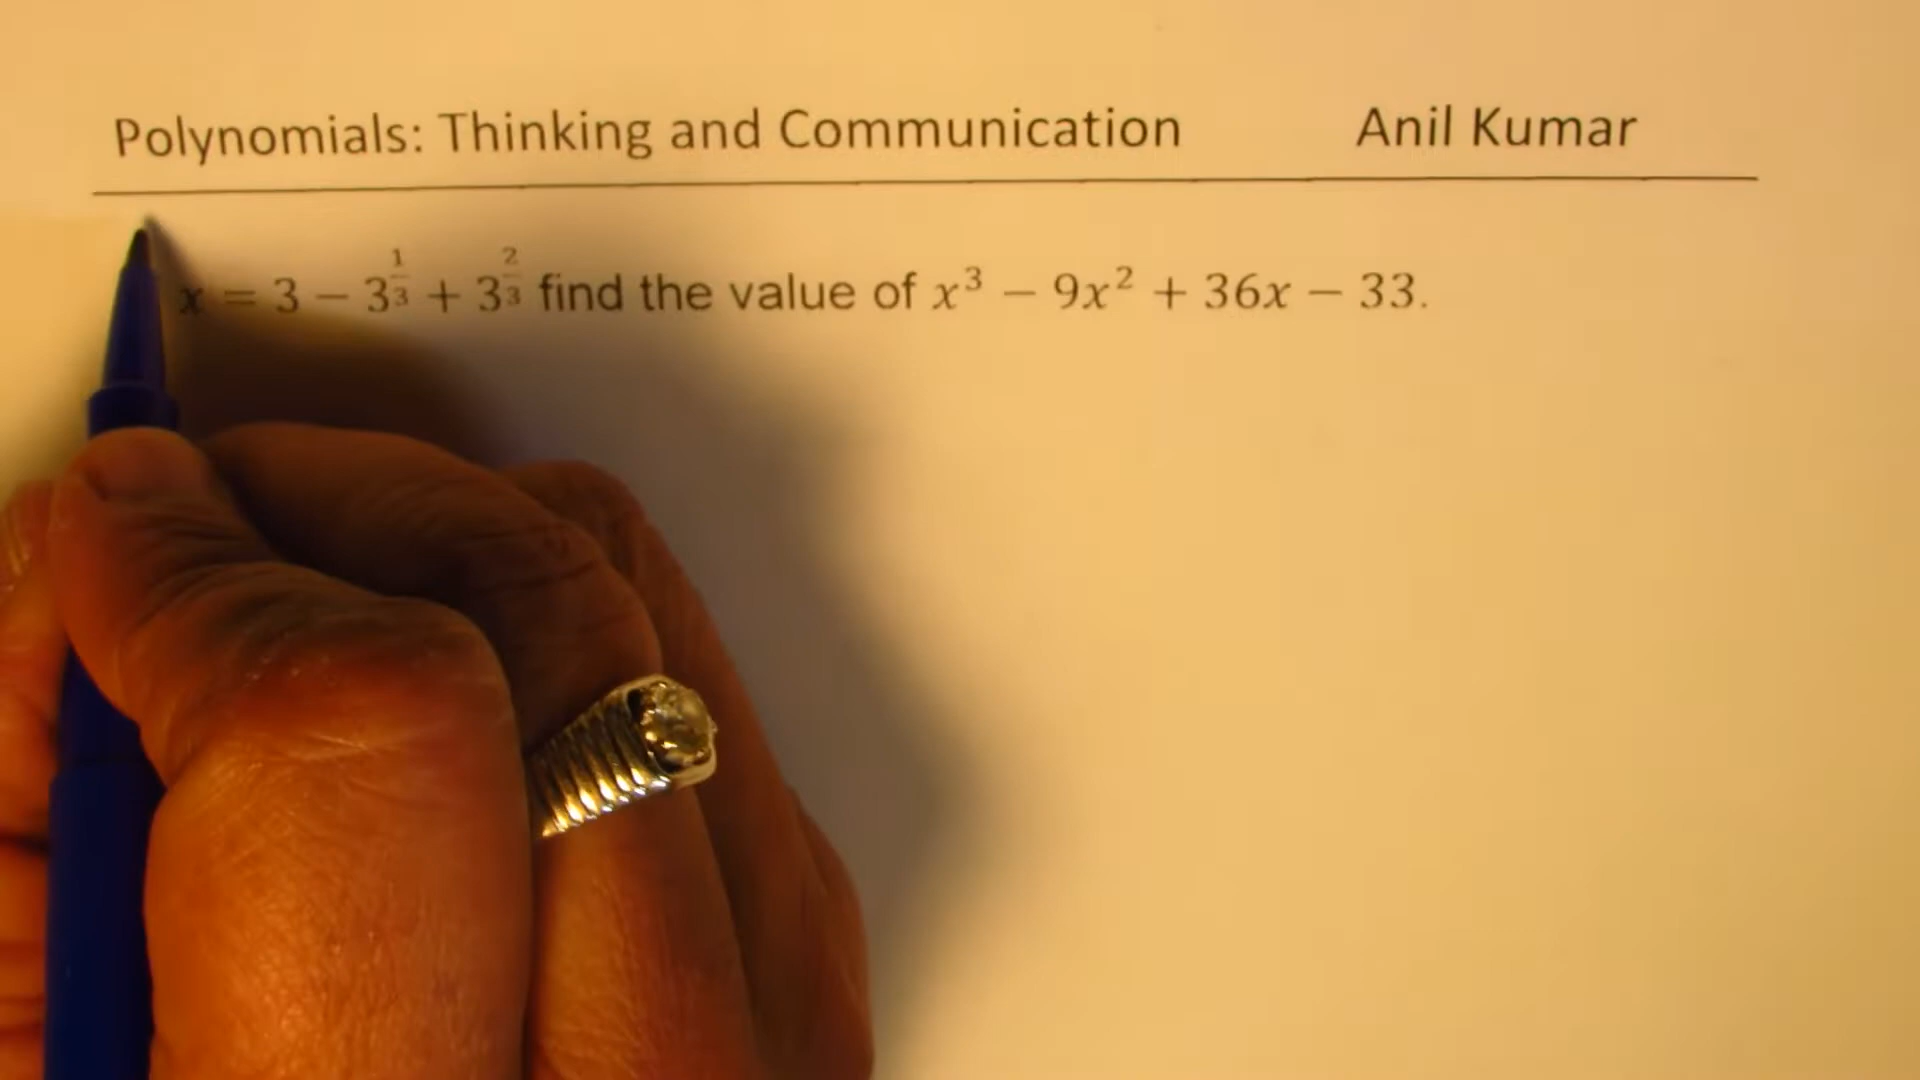 Polynomials: Thinking and Communication Anil Kumar
x = 3 − 3^{1/3} + 3^{2/3} find the value of x³ − 9x² + 36x − 33.